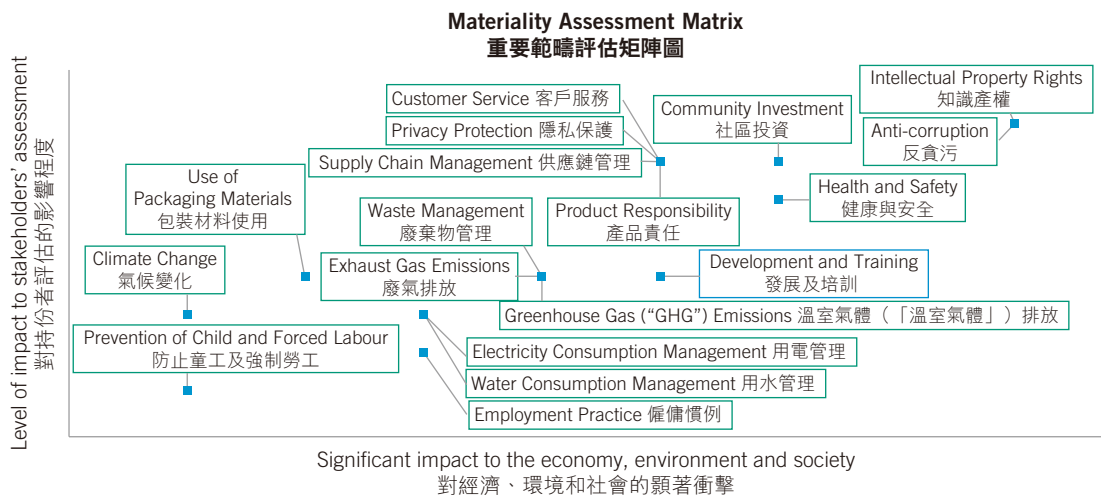 Materiality Assessment Matrix
重要範疇評估矩陣圖
Level of impact to stakeholders’ assessment
對持份者評估的影響程度
Intellectual Property Rights
知識產權
Customer Service 客戶服務
Community Investment
社區投資
Privacy Protection 隱私保護
Anti-corruption
反貪污
Supply Chain Management 供應鏈管理
Use of
Packaging Materials
包裝材料使用
Health and Safety
健康與安全
Waste Management
廢棄物管理
Product Responsibility
產品責任
Climate Change
氣候變化
Exhaust Gas Emissions
廢氣排放
Development and Training
發展及培訓
Greenhouse Gas (“GHG”) Emissions 溫室氣體（「溫室氣體」）排放
Prevention of Child and Forced Labour
防止童工及強制勞工
Electricity Consumption Management 用電管理
Water Consumption Management 用水管理
Employment Practice 僱傭慣例
Significant impact to the economy, environment and society
對經濟、環境和社會的顯著衝擊